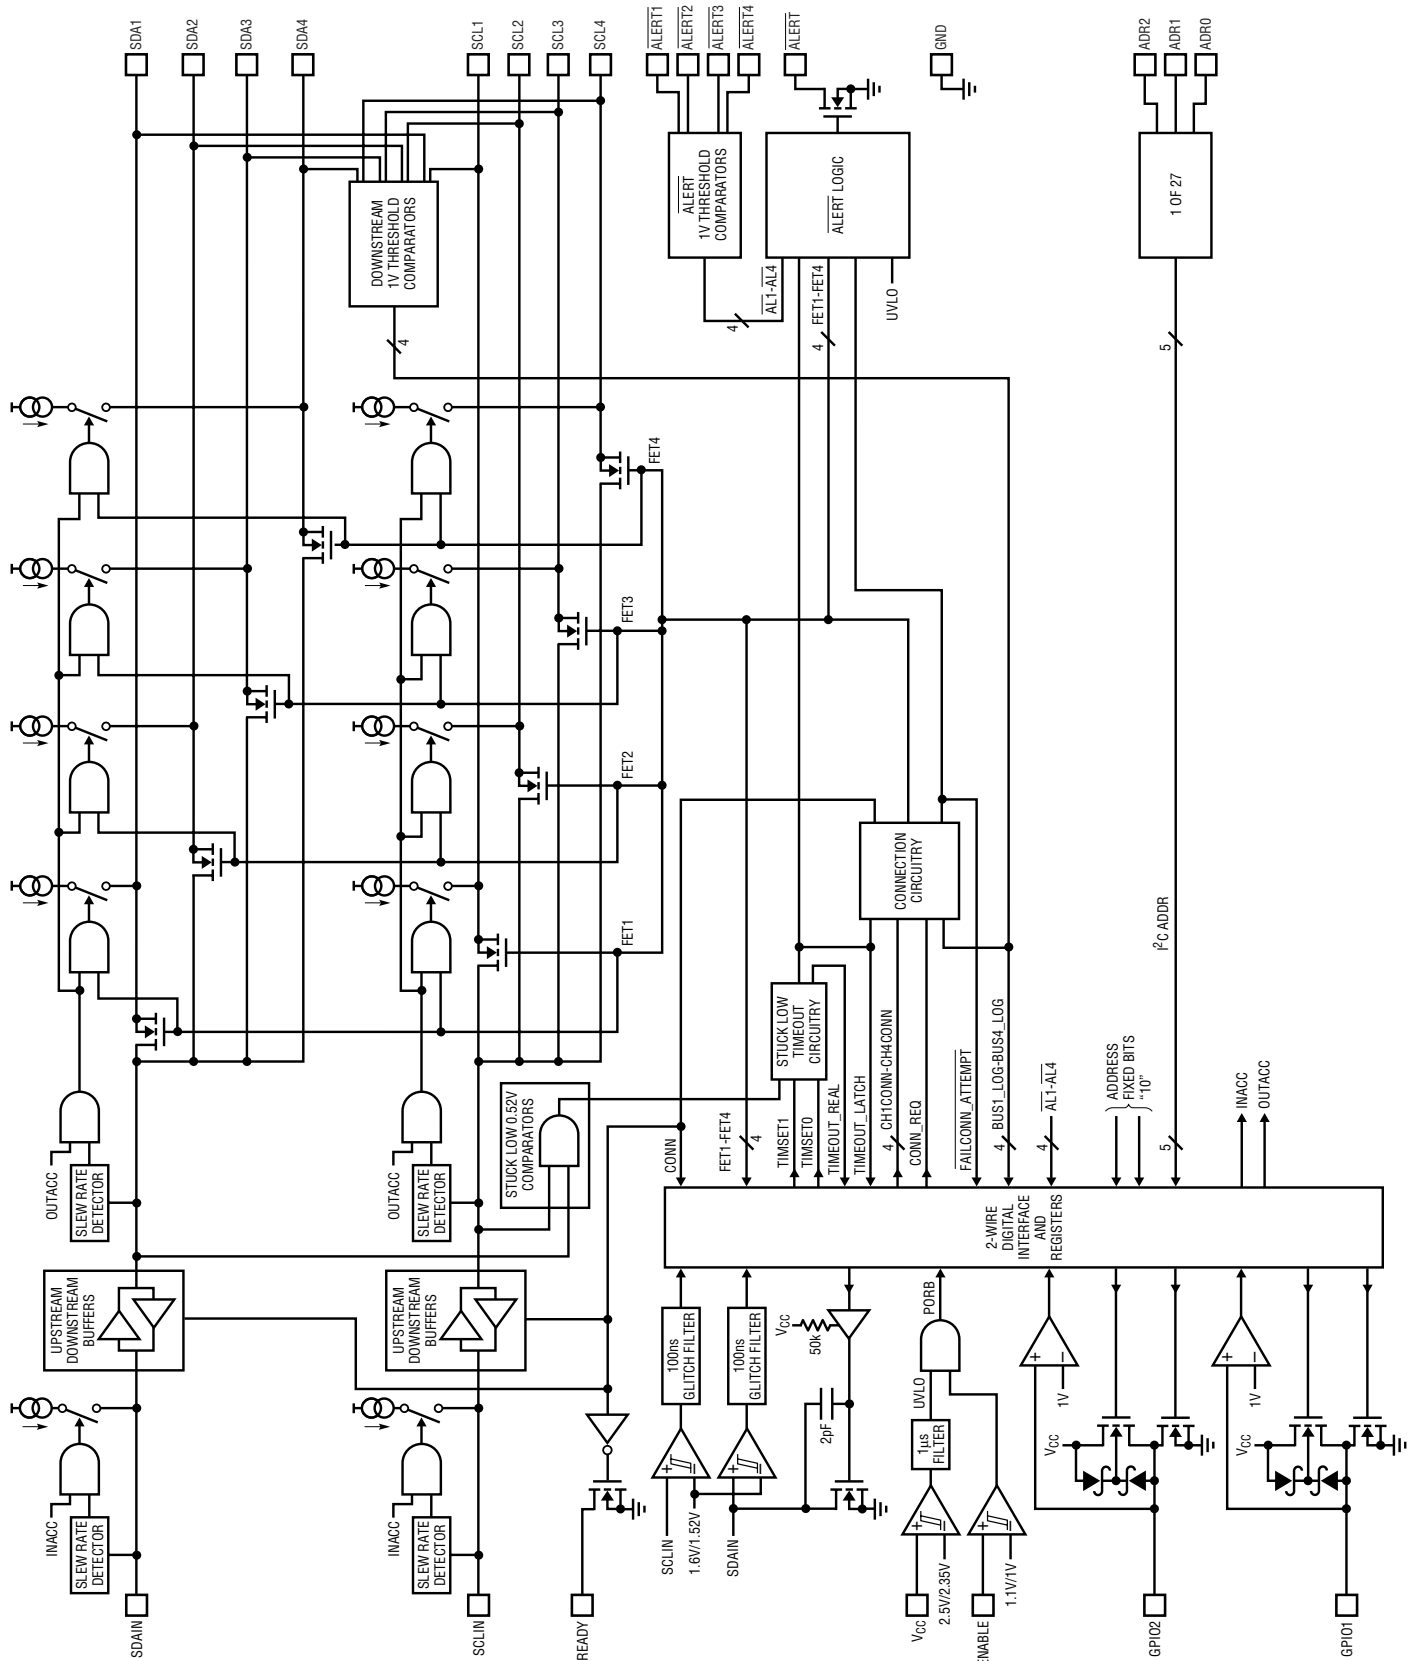 SDA1
SDA2
SDA3
SDA4
SCL1
SCL2
SCL3
SCL4
ALERT1
ALERT2
ALERT3
ALERT4
ALERT
GND
ADR2
ADR1
ADR0
DOWNSTREAM
1V THRESHOLD
COMPARATORS
4
ALERT
1V THRESHOLD
COMPARATORS
4
AL1-AL4
ALERT LOGIC
FET1-FET4
4
UVLO
1 OF 27
5
FET4
FET3
FET2
FET1
CONNECTION
CIRCUITRY
I²C ADDR
STUCK LOW
TIMEOUT
CIRCUITRY
OUTACC
SLEW RATE
DETECTOR
OUTACC
SLEW RATE
DETECTOR
STUCK LOW 0.52V
COMPARATORS
CONN
FET1-FET4
4
TIMSET1
TIMSET0
TIMEOUT_REAL
TIMEOUT_LATCH
CH1CONN-CH4CONN
4
CONN_REQ
FAILCONN_ATTEMPT
BUS1_LOG-BUS4_LOG
4
AL1-AL4
4
ADDRESS
FIXED BITS
“10”
5
INACC
OUTACC
2-WIRE
DIGITAL
INTERFACE
AND
REGISTERS
UPSTREAM
DOWNSTREAM
BUFFERS
UPSTREAM
DOWNSTREAM
BUFFERS
100ns
GLITCH FILTER
100ns
GLITCH FILTER
VCC
50k
2pF
PORB
UVLO
1µs
FILTER
1V
VCC
1V
VCC
INACC
SLEW RATE
DETECTOR
INACC
SLEW RATE
DETECTOR
SCLIN
1.6V/1.52V
SDAIN
2.5V/2.35V
1.1V/1V
SDAIN
SCLIN
READY
VCC
ENABLE
GPIO2
GPIO1